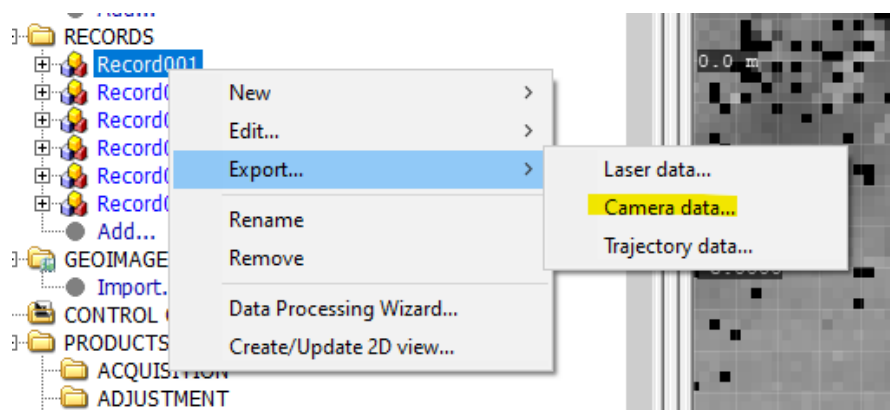 Add...
RECORDS
Record001
Record0
Record0
Record0
Record0
Record0
Add...
GEOIMAGE
Import.
CONTROL
PRODUCTS
ACQUISITION
ADJUSTMENT
New
Edit...
Export...
Rename
Remove
Data Processing Wizard...
Create/Update 2D view...
Laser data...
Camera data...
Trajectory data...
0.0 m